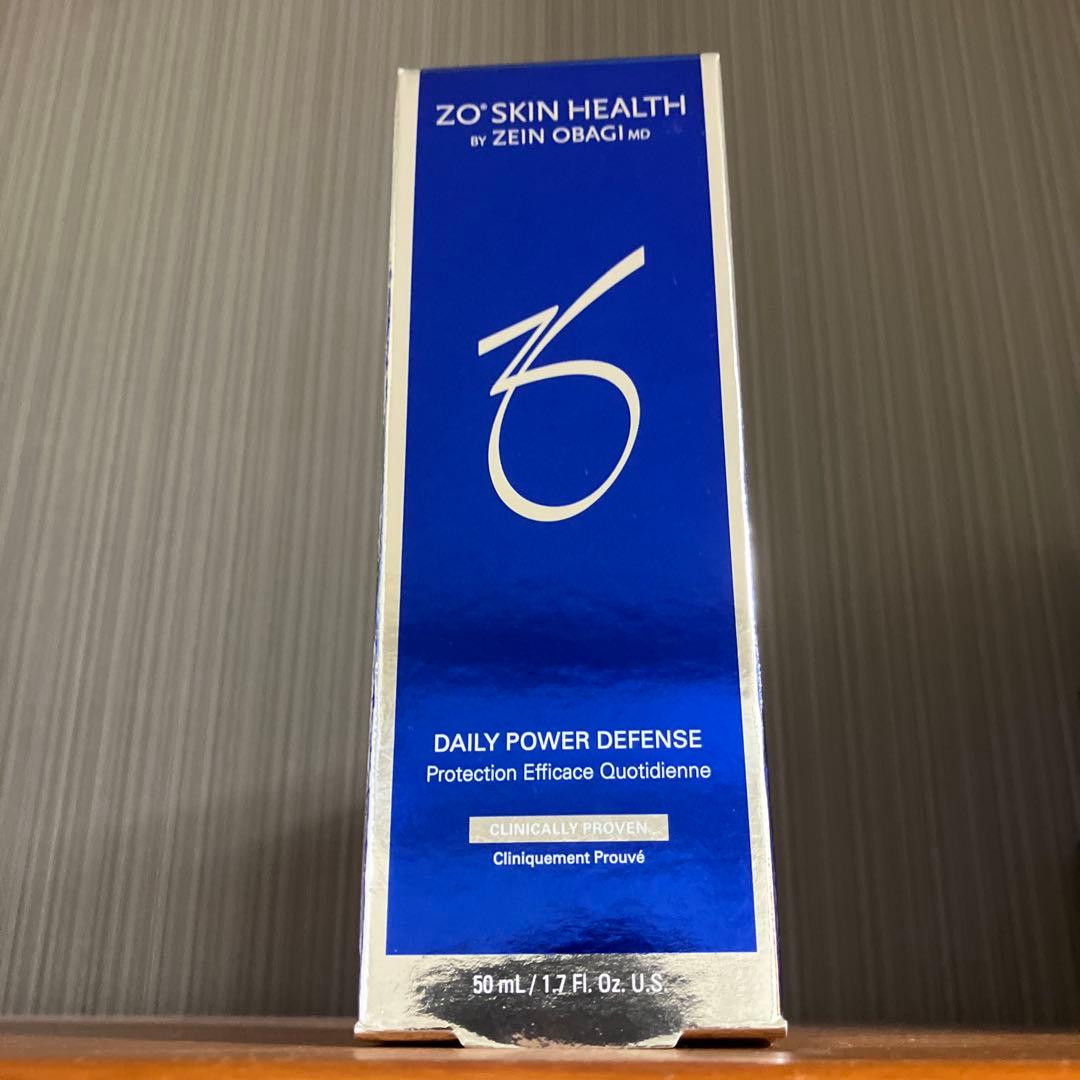 ZO® SKIN HEALTH
BY ZEIN OBAGI MD
ZO
DAILY POWER DEFENSE
Protection Efficace Quotidienne
CLINICALLY PROVEN
Cliniquement Prouvé
50 mL / 1.7 Fl. Oz. U.S.